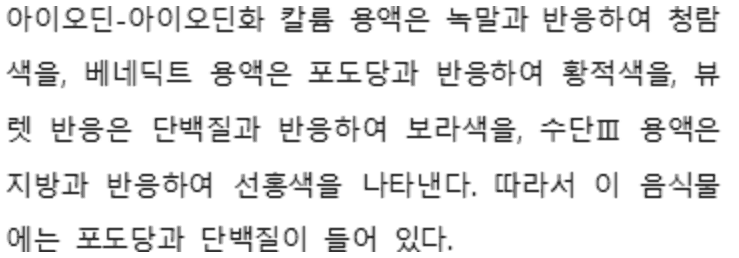 아이오딘-아이오딘화 칼륨 용액은 녹말과 반응하여 청람
색을, 베네딕트 용액은 포도당과 반응하여 황적색을, 뷰
렛 반응은 단백질과 반응하여 보라색을, 수단Ⅲ 용액은
지방과 반응하여 선홍색을 나타낸다. 따라서 이 음식물
에는 포도당과 단백질이 들어 있다.